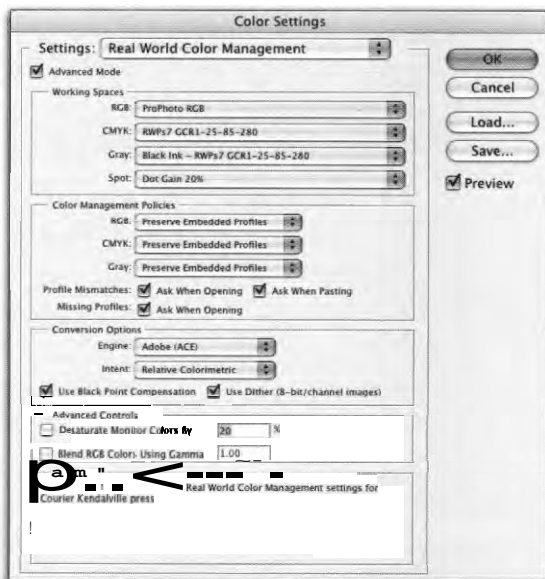 Color Settings
Settings: Real World Color Management
Advanced Mode
Working Spaces
RGB: ProPhoto RGB
CMYK: RWPs7 GCR1-25-85-280
Gray: Black Ink - RWPs7 GCR1-25-85-280
Spot: Dot Gain 20%
Color Management Policies
RGB: Preserve Embedded Profiles
CMYK: Preserve Embedded Profiles
Gray: Preserve Embedded Profiles
Profile Mismatches: Ask When Opening Ask When Pasting
Missing Profiles: Ask When Opening
Conversion Options
Engine: Adobe (ACE)
Intent: Relative Colorimetric
Use Black Point Compensation Use Dither (8-bit/channel images)
Advanced Controls
Desaturate Monitor Colors By 20 %
Blend RGB Colors Using Gamma 1.00
Real World Color Management settings for
Courier Kendalville press
OK
Cancel
Load...
Save...
Preview